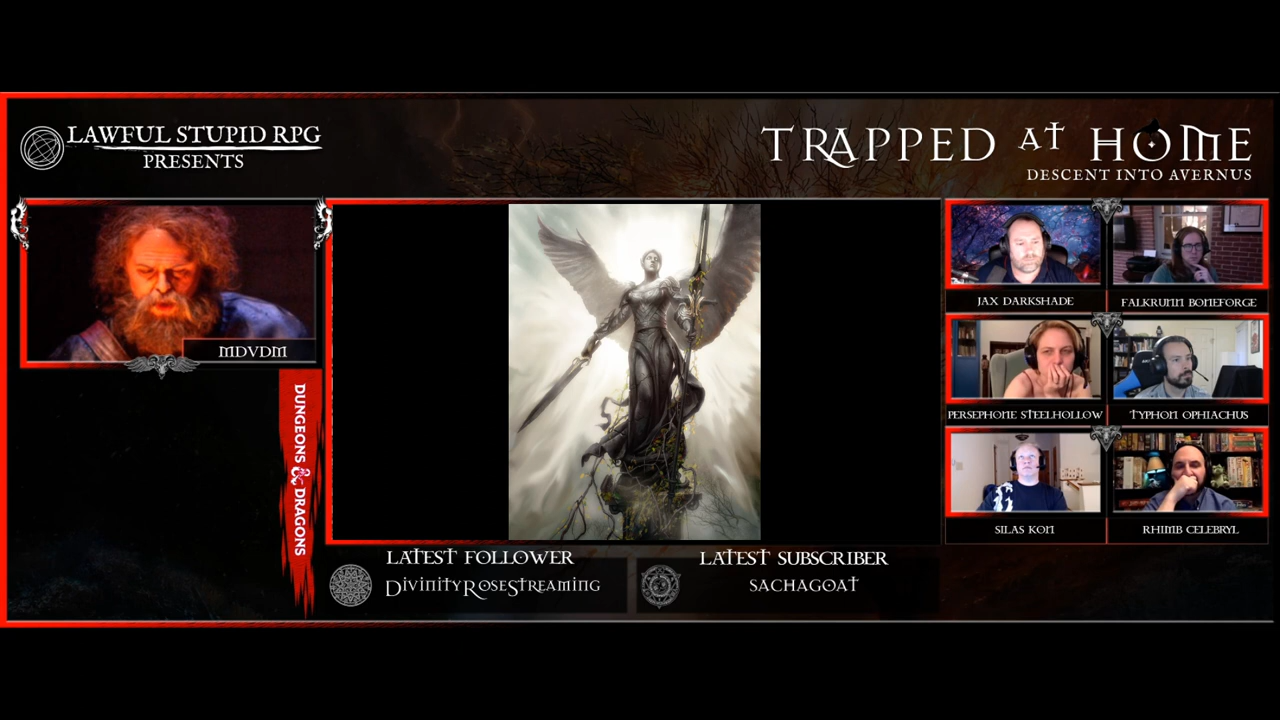 LAWFUL STUPID RPG
PRESENTS
TRAPPED AT HOME
DESCENT INTO AVERNUS
MDVDM
JAX DARKSHADE
FALKRUNN BONEFORGE
PERSEPHONE STEELHOLLOW
TYPHON OPHIACHUS
SILAS KON
RHIMB CELEBRYL
DUNGEONS & DRAGONS
LATEST FOLLOWER
DIVINITYROSESTREAMING
LATEST SUBSCRIBER
SACHAGOAT